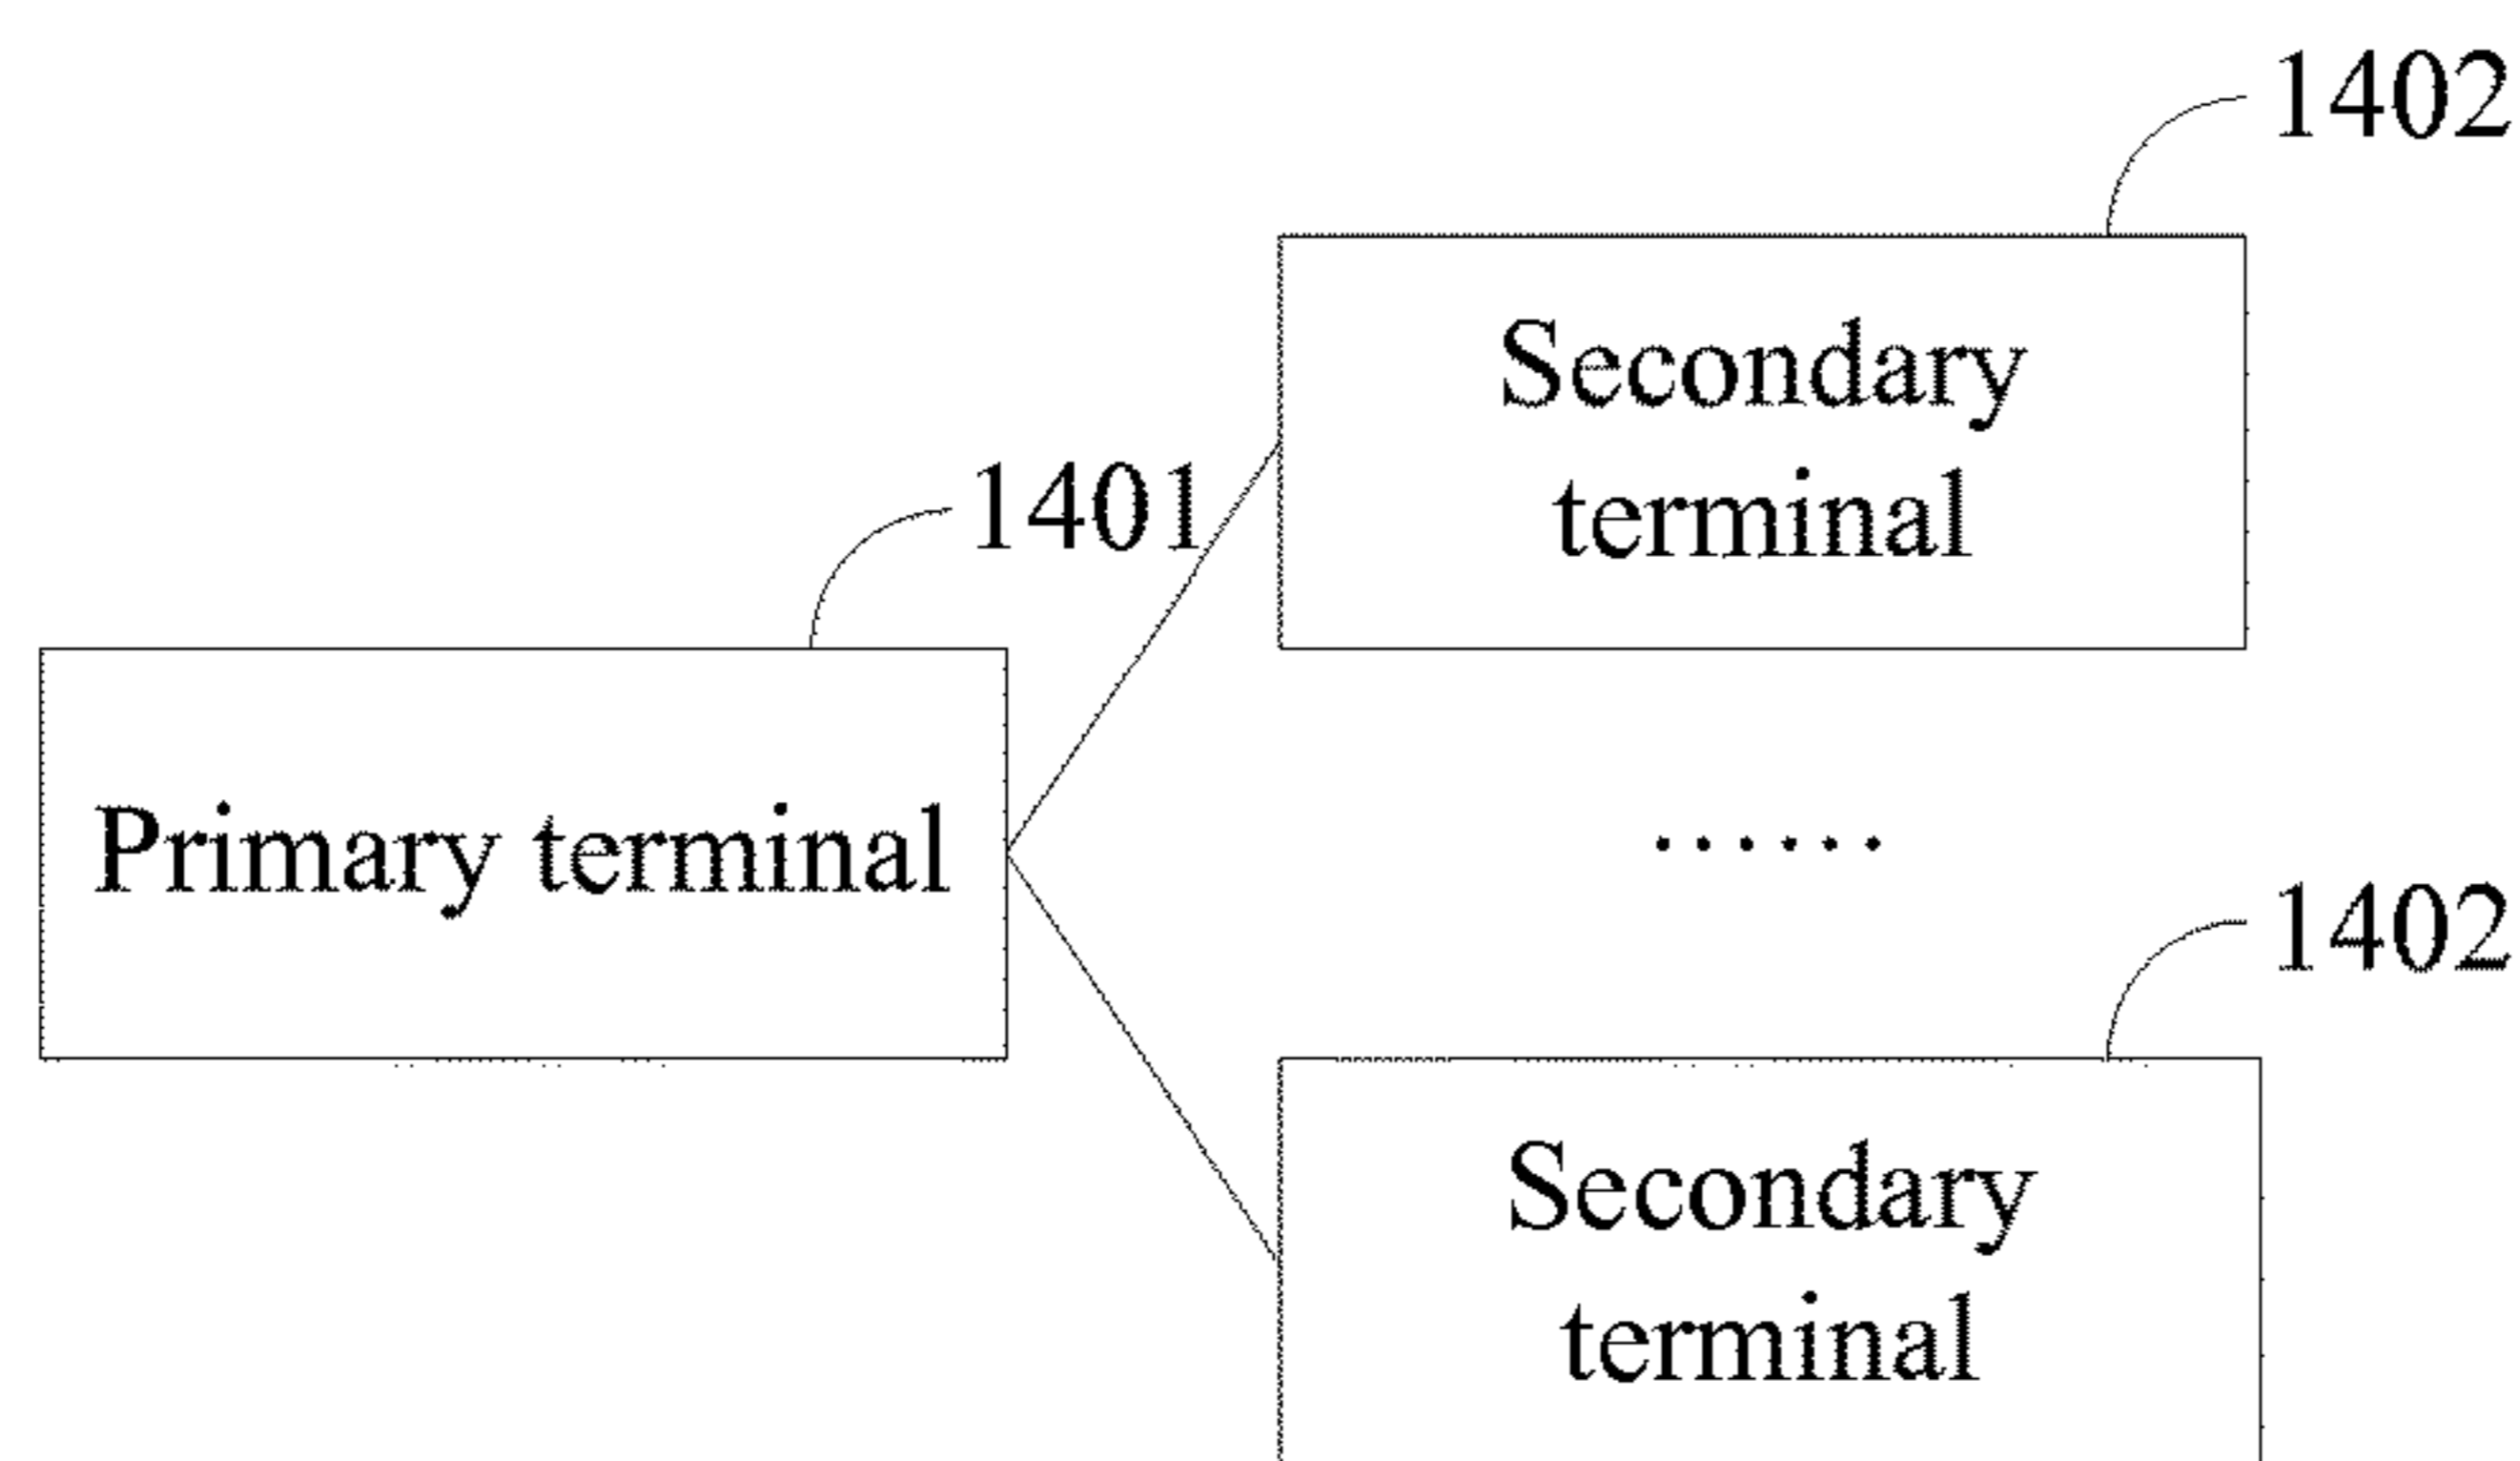 1402
Secondary
terminal
1401
Primary terminal
......
1402
Secondary
terminal